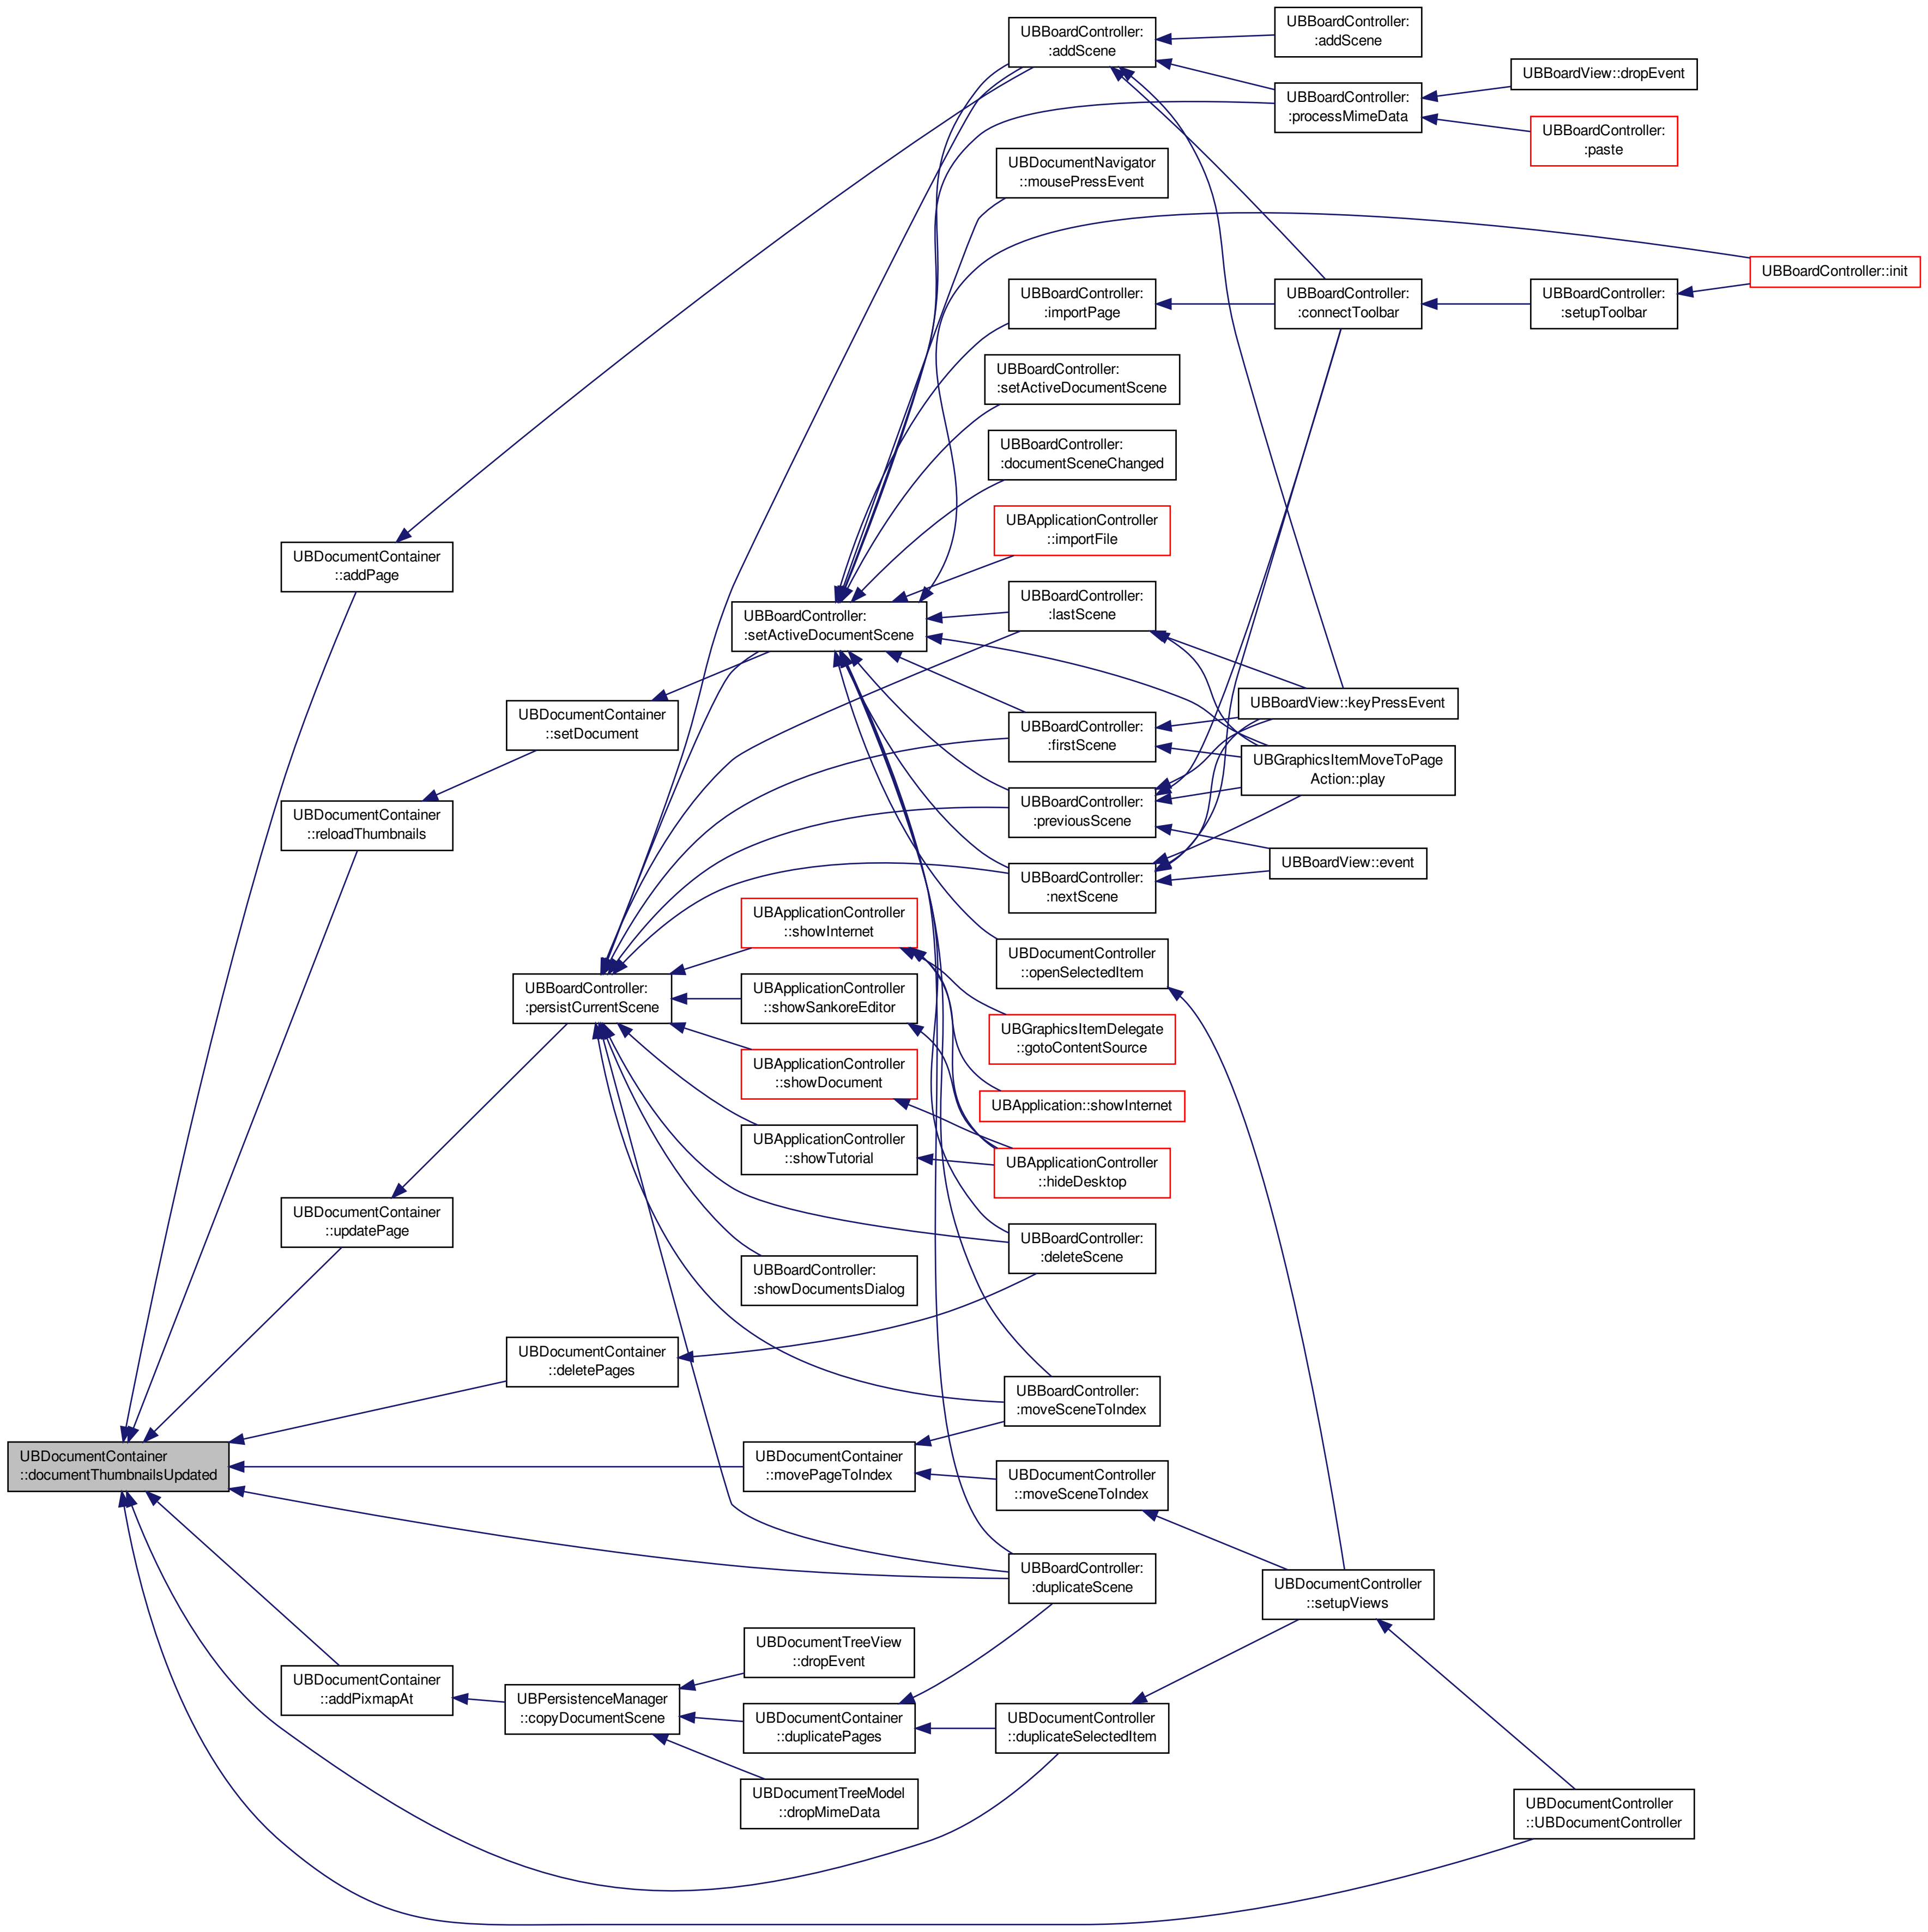 UBBoardController:
:addScene
UBBoardController:
:addScene
UBBoardView::dropEvent
UBBoardController:
:processMimeData
UBBoardController:
:paste
UBDocumentNavigator
::mousePressEvent
UBBoardController::init
UBBoardController:
:importPage
UBBoardController:
:connectToolbar
UBBoardController:
:setupToolbar
UBBoardController:
:setActiveDocumentScene
UBBoardController:
:documentSceneChanged
UBApplicationController
::importFile
UBDocumentContainer
::addPage
UBBoardController:
:lastScene
UBBoardController:
:setActiveDocumentScene
UBBoardView::keyPressEvent
UBDocumentContainer
::setDocument
UBBoardController:
:firstScene
UBGraphicsItemMoveToPage
Action::play
UBDocumentContainer
::reloadThumbnails
UBBoardController:
:previousScene
UBBoardView::event
UBBoardController:
:nextScene
UBApplicationController
::showInternet
UBDocumentController
::openSelectedItem
UBBoardController:
:persistCurrentScene
UBApplicationController
::showSankoreEditor
UBGraphicsItemDelegate
::gotoContentSource
UBApplicationController
::showDocument
UBApplication::showInternet
UBApplicationController
::showTutorial
UBApplicationController
::hideDesktop
UBDocumentContainer
::updatePage
UBBoardController:
:deleteScene
UBBoardController:
:showDocumentsDialog
UBDocumentContainer
::deletePages
UBBoardController:
:moveSceneToIndex
UBDocumentContainer
::documentThumbnailsUpdated
UBDocumentContainer
::movePageToIndex
UBDocumentController
::moveSceneToIndex
UBBoardController:
:duplicateScene
UBDocumentController
::setupViews
UBDocumentTreeView
::dropEvent
UBDocumentContainer
::addPixmapAt
UBPersistenceManager
::copyDocumentScene
UBDocumentContainer
::duplicatePages
UBDocumentController
::duplicateSelectedItem
UBDocumentTreeModel
::dropMimeData
UBDocumentController
::UBDocumentController